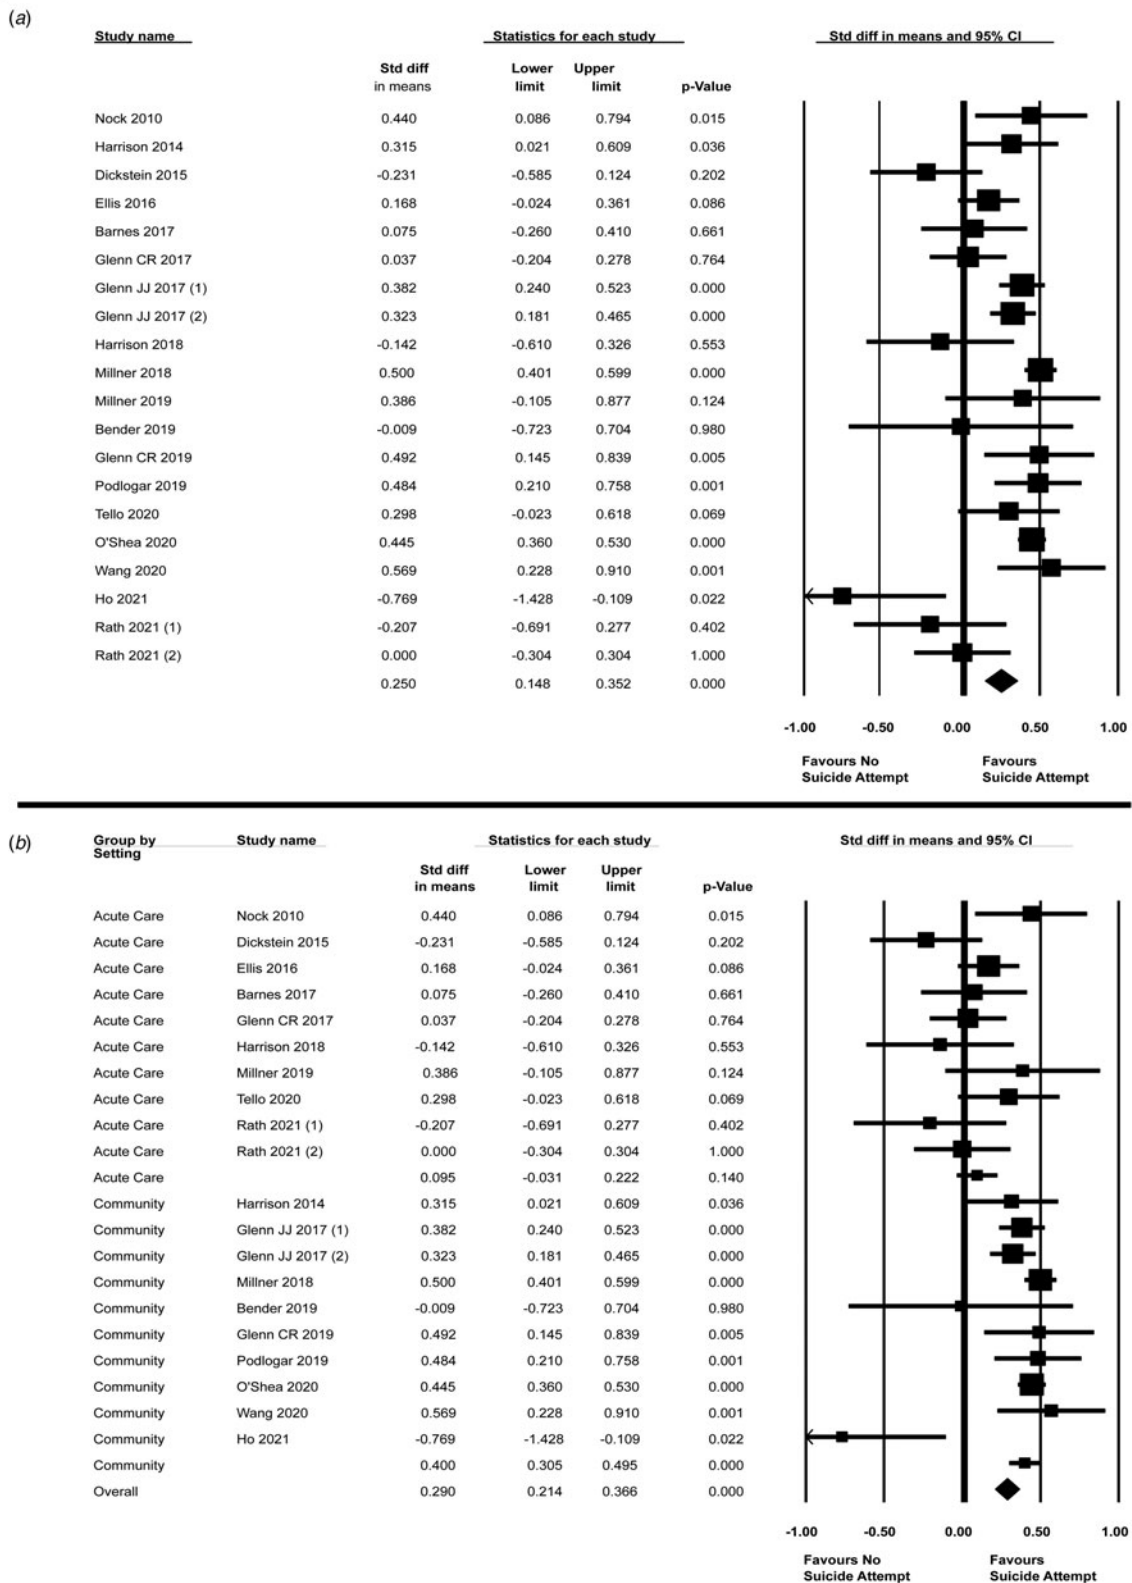 (a)
Study name Statistics for each study Std diff in means and 95% CI
Std diff Lower Upper
in means limit limit p-Value
Nock 2010 0.440 0.086 0.794 0.015
Harrison 2014 0.315 0.021 0.609 0.036
Dickstein 2015 -0.231 -0.585 0.124 0.202
Ellis 2016 0.168 -0.024 0.361 0.086
Barnes 2017 0.075 -0.260 0.410 0.661
Glenn CR 2017 0.037 -0.204 0.278 0.764
Glenn JJ 2017 (1) 0.382 0.240 0.523 0.000
Glenn JJ 2017 (2) 0.323 0.181 0.465 0.000
Harrison 2018 -0.142 -0.610 0.326 0.553
Millner 2018 0.500 0.401 0.599 0.000
Millner 2019 0.386 -0.105 0.877 0.124
Bender 2019 -0.009 -0.723 0.704 0.980
Glenn CR 2019 0.492 0.145 0.839 0.005
Podlogar 2019 0.484 0.210 0.758 0.001
Tello 2020 0.298 -0.023 0.618 0.069
O'Shea 2020 0.445 0.360 0.530 0.000
Wang 2020 0.569 0.228 0.910 0.001
Ho 2021 -0.769 -1.428 -0.109 0.022
Rath 2021 (1) -0.207 -0.691 0.277 0.402
Rath 2021 (2) 0.000 -0.304 0.304 1.000
0.250 0.148 0.352 0.000
-1.00 -0.50 0.00 0.50 1.00
Favours No Favours
Suicide Attempt Suicide Attempt
(b)
Group by Study name Statistics for each study Std diff in means and 95% CI
Setting
Std diff Lower Upper
in means limit limit p-Value
Acute Care Nock 2010 0.440 0.086 0.794 0.015
Acute Care Dickstein 2015 -0.231 -0.585 0.124 0.202
Acute Care Ellis 2016 0.168 -0.024 0.361 0.086
Acute Care Barnes 2017 0.075 -0.260 0.410 0.661
Acute Care Glenn CR 2017 0.037 -0.204 0.278 0.764
Acute Care Harrison 2018 -0.142 -0.610 0.326 0.553
Acute Care Millner 2019 0.386 -0.105 0.877 0.124
Acute Care Tello 2020 0.298 -0.023 0.618 0.069
Acute Care Rath 2021 (1) -0.207 -0.691 0.277 0.402
Acute Care Rath 2021 (2) 0.000 -0.304 0.304 1.000
Acute Care 0.095 -0.031 0.222 0.140
Community Harrison 2014 0.315 0.021 0.609 0.036
Community Glenn JJ 2017 (1) 0.382 0.240 0.523 0.000
Community Glenn JJ 2017 (2) 0.323 0.181 0.465 0.000
Community Millner 2018 0.500 0.401 0.599 0.000
Community Bender 2019 -0.009 -0.723 0.704 0.980
Community Glenn CR 2019 0.492 0.145 0.839 0.005
Community Podlogar 2019 0.484 0.210 0.758 0.001
Community O'Shea 2020 0.445 0.360 0.530 0.000
Community Wang 2020 0.569 0.228 0.910 0.001
Community Ho 2021 -0.769 -1.428 -0.109 0.022
Community 0.400 0.305 0.495 0.000
Overall 0.290 0.214 0.366 0.000
-1.00 -0.50 0.00 0.50 1.00
Favours No Favours
Suicide Attempt Suicide Attempt